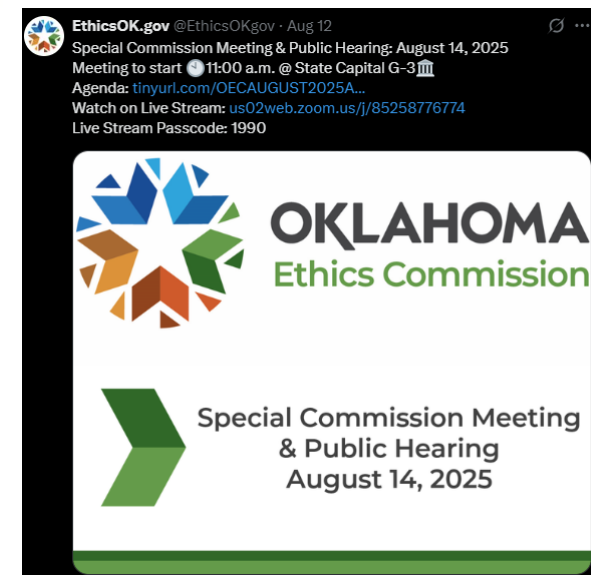 EthicsOK.gov @EthicsOKgov · Aug 12
Special Commission Meeting & Public Hearing: August 14, 2025
Meeting to start 🕙11:00 a.m. @ State Capital G-3🏛️
Agenda: tinyurl.com/OECAUGUST2025A...
Watch on Live Stream: us02web.zoom.us/j/85258776774
Live Stream Passcode: 1990
OKLAHOMA
Ethics Commission
Special Commission Meeting
& Public Hearing
August 14, 2025